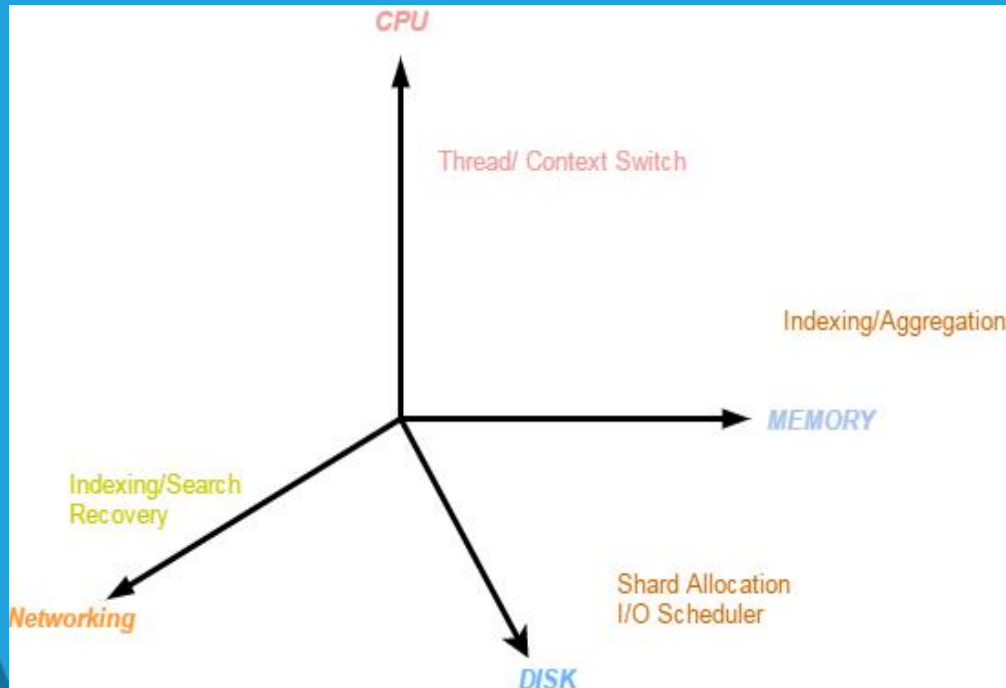 CPU
Thread/ Context Switch
Indexing/Aggregation
MEMORY
Indexing/Search
Recovery
Shard Allocation
I/O Scheduler
Networking
DISK